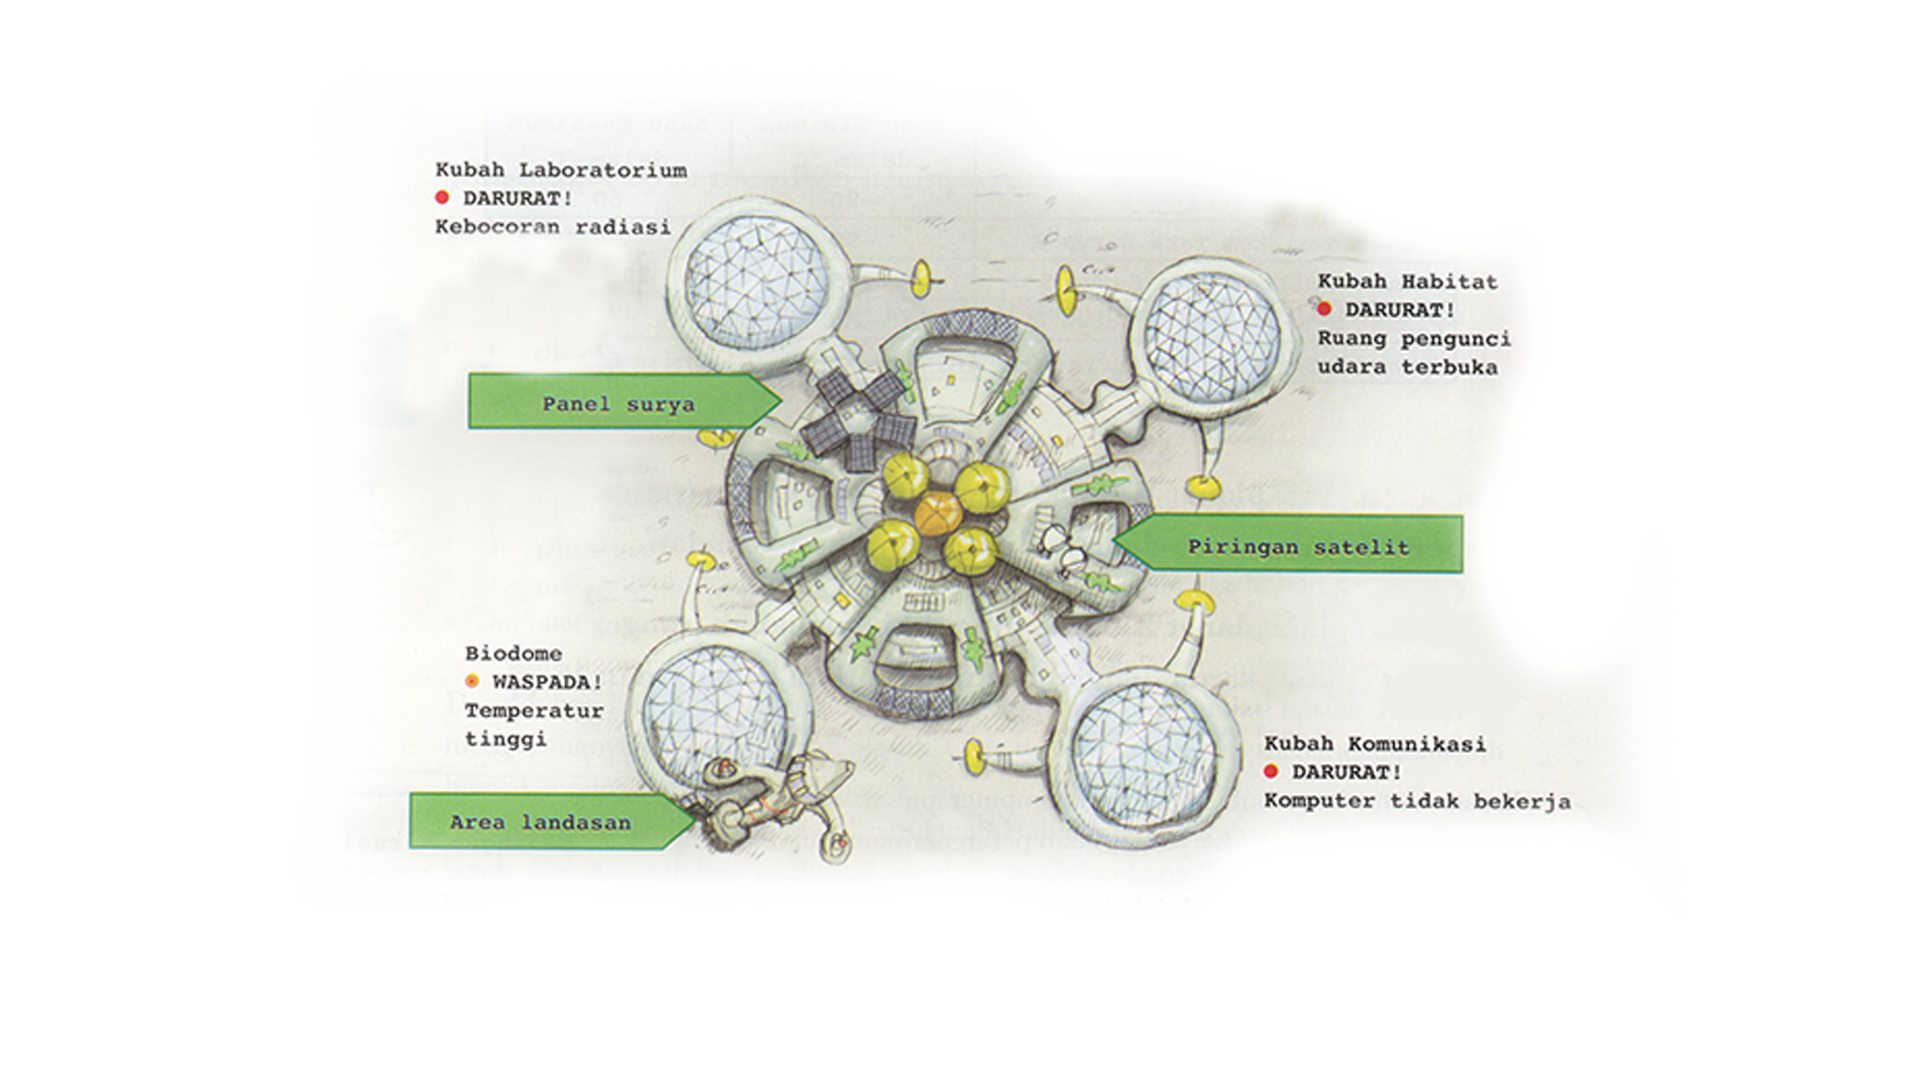 Kubah Laboratorium
DARURAT!
Kebocoran radiasi
Kubah Habitat
DARURAT!
Ruang pengunci
udara terbuka
Panel surya
Piringan satelit
Biodome
WASPADA!
Temperatur
tinggi
Area landasan
Kubah Komunikasi
DARURAT!
Komputer tidak bekerja